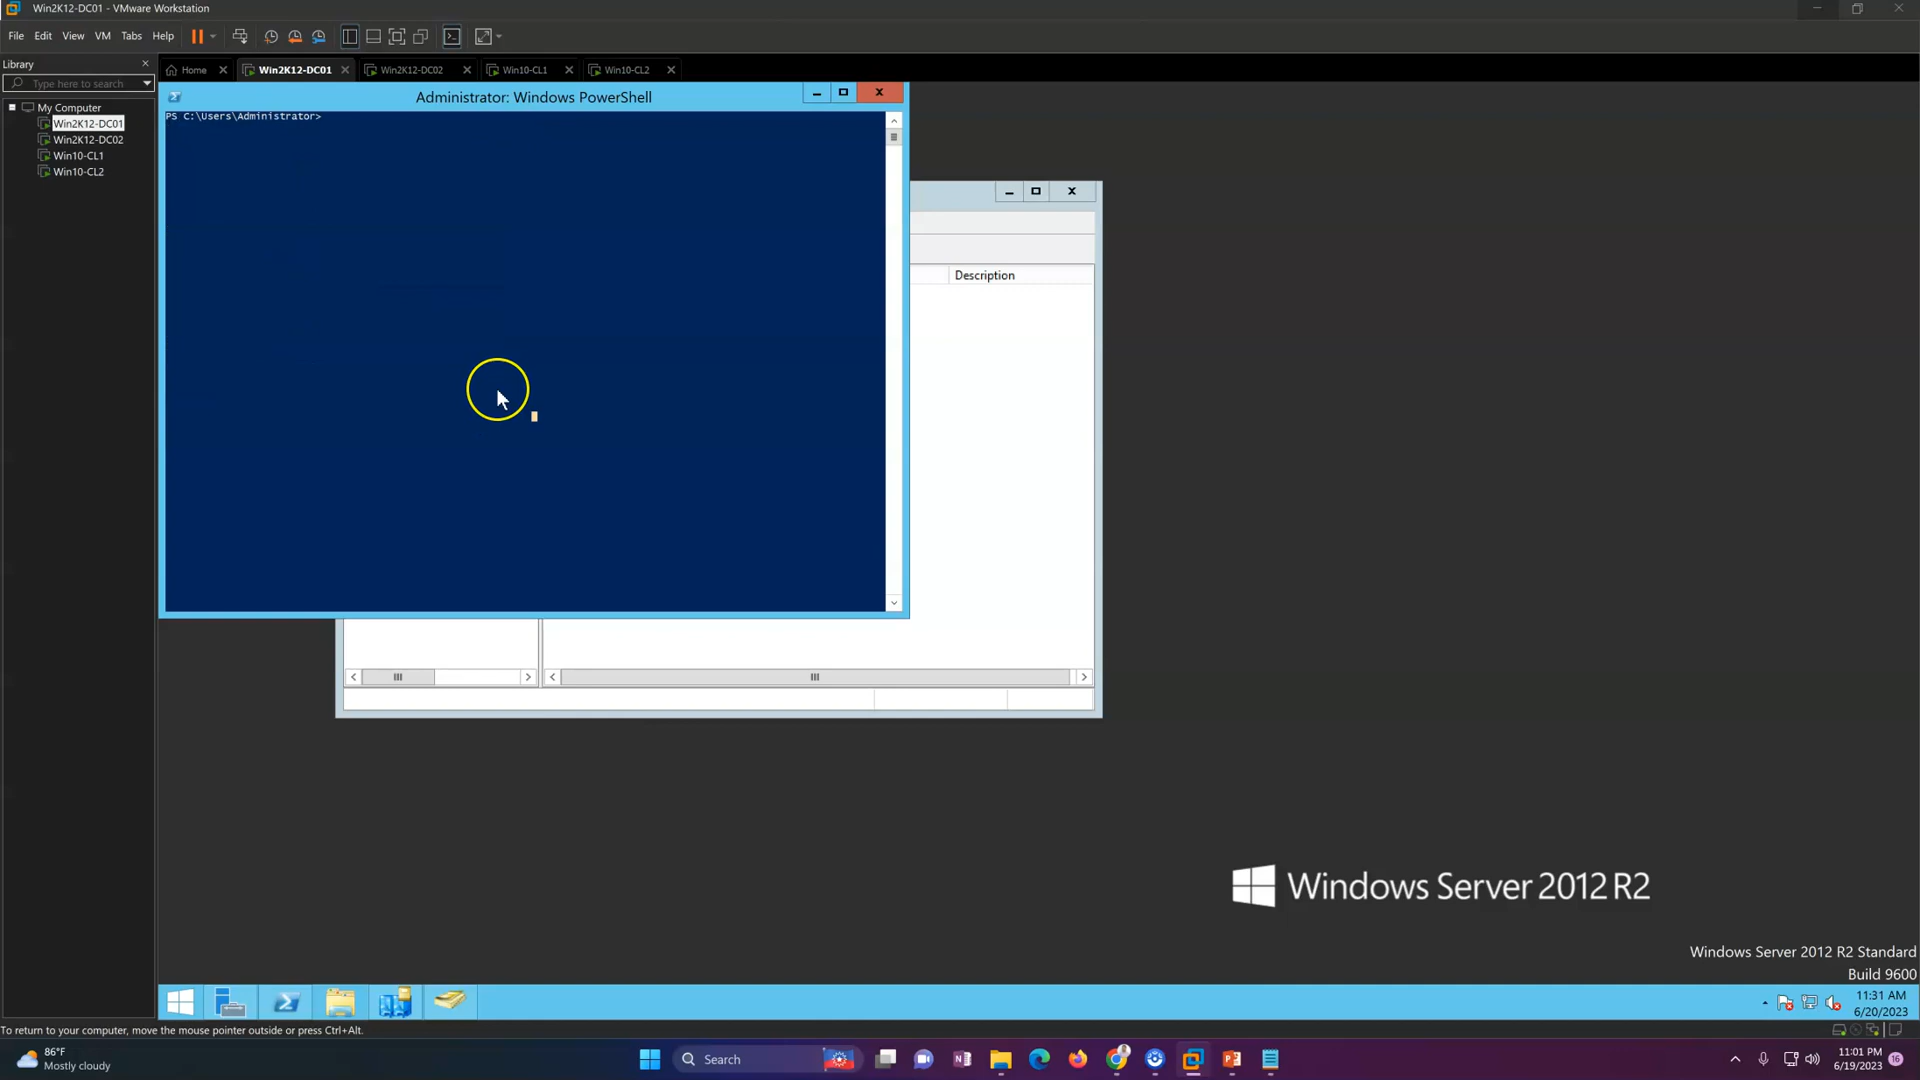 Win2K12-DC01 - VMware Workstation
File Edit View VM Tabs Help
Library
Type here to search
My Computer
Win2K12-DC01
Win2K12-DC02
Win10-CL1
Win10-CL2
Home Win2K12-DC01 Win2K12-DC02 Win10-CL1 Win10-CL2
Administrator: Windows PowerShell
PS C:\Users\Administrator>
Description
Windows Server 2012 R2
Windows Server 2012 R2 Standard
Build 9600
11:31 AM
6/20/2023
To return to your computer, move the mouse pointer outside or press Ctrl+Alt.
86°F
Mostly cloudy
Search
11:01 PM
6/19/2023
16